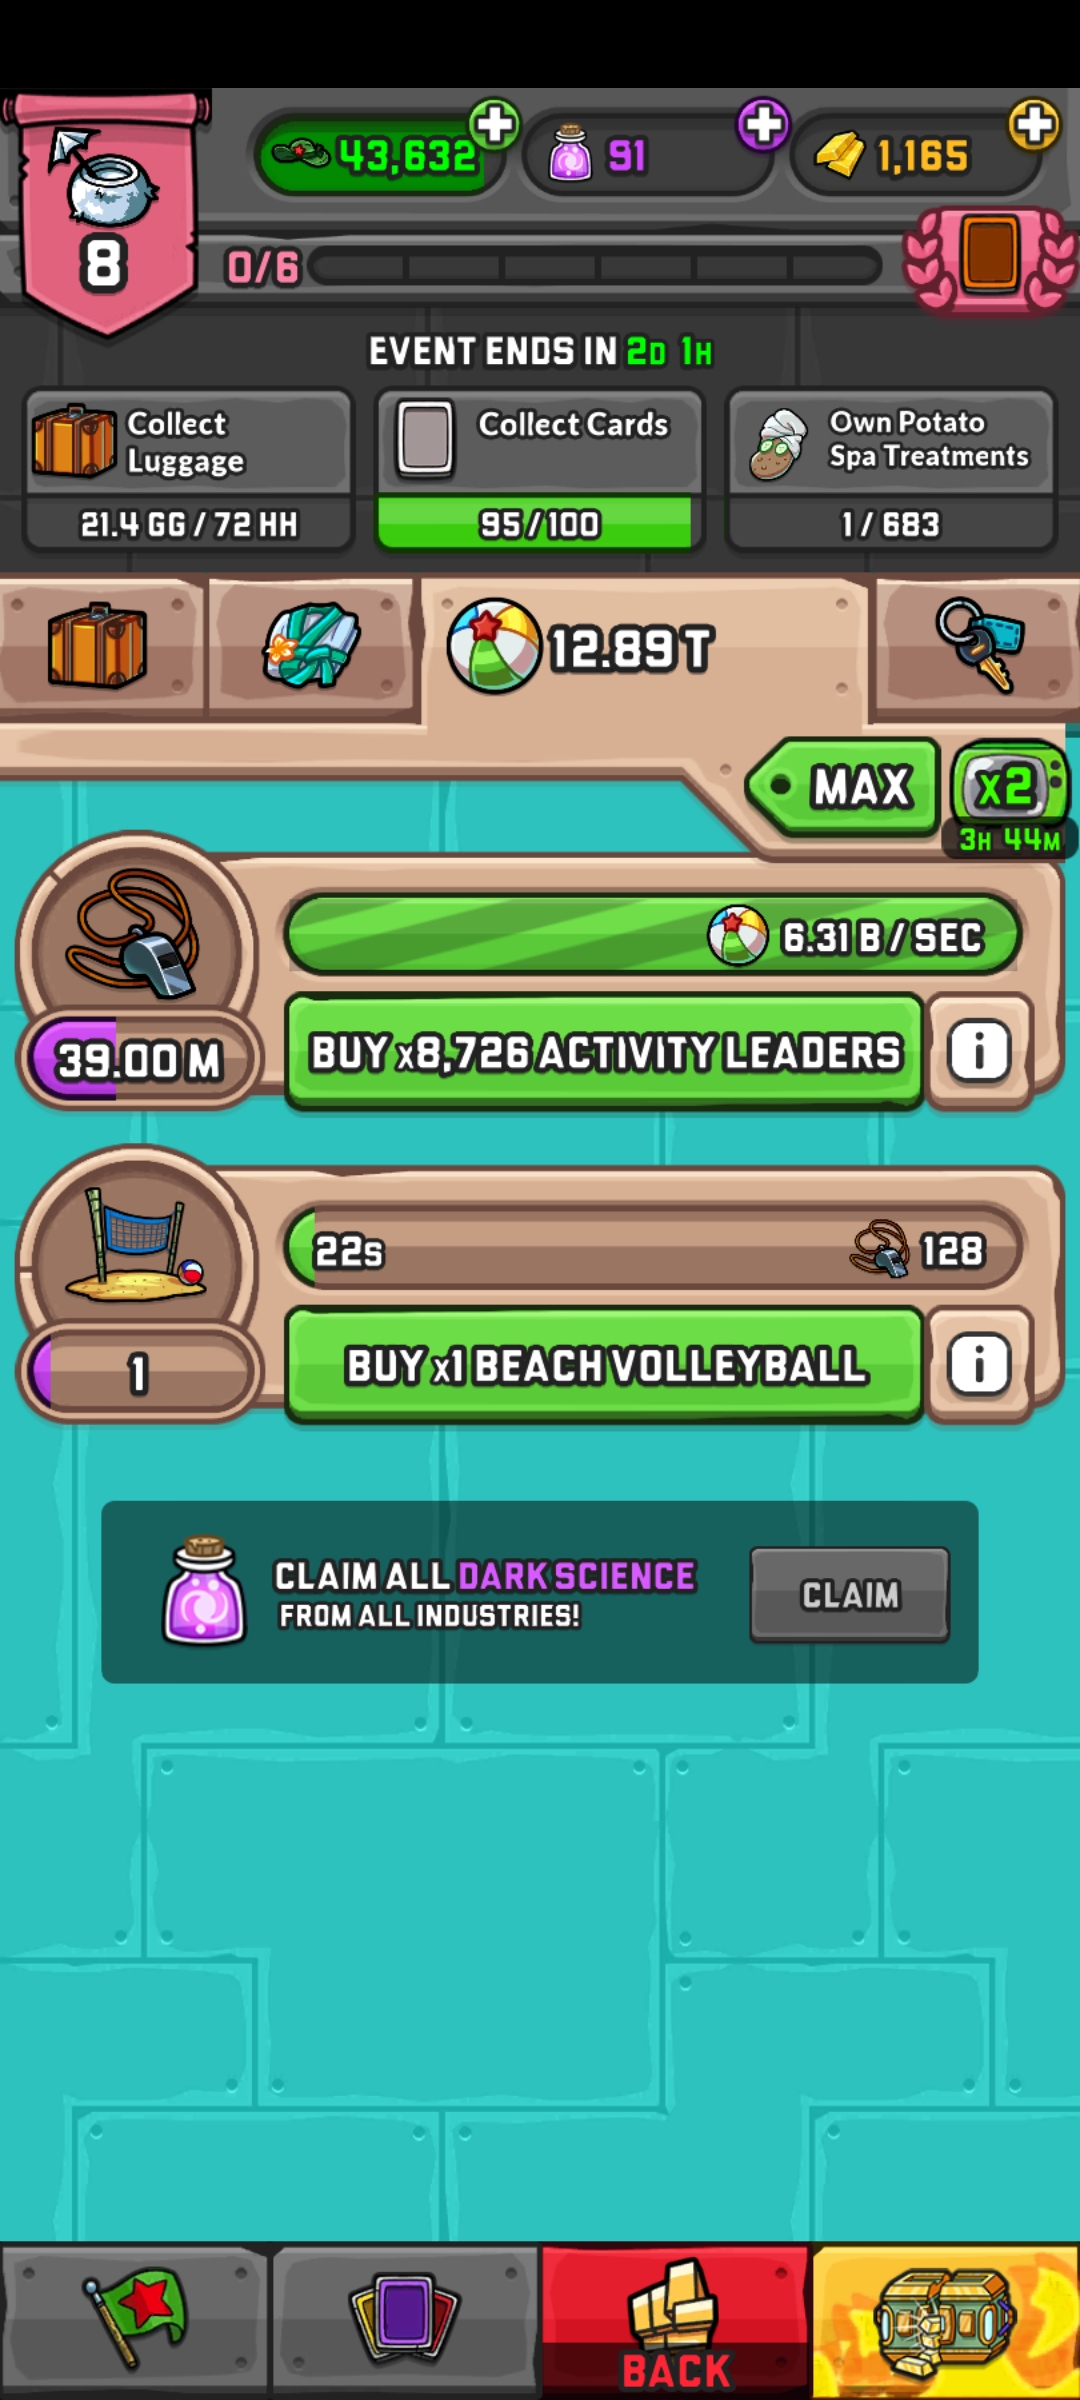 43,632
91
1,165
8
0/6
EVENT ENDS IN 2D 1H
Collect
Luggage
21.4 GG / 72 HH
Collect Cards
95 / 100
Own Potato
Spa Treatments
1 / 683
12.89 T
MAX
x2
3H 44M
6.31 B / SEC
39.00 M
BUY x8,726 ACTIVITY LEADERS
i
22s
128
1
BUY x1 BEACH VOLLEYBALL
i
CLAIM ALL DARK SCIENCE
FROM ALL INDUSTRIES!
CLAIM
BACK